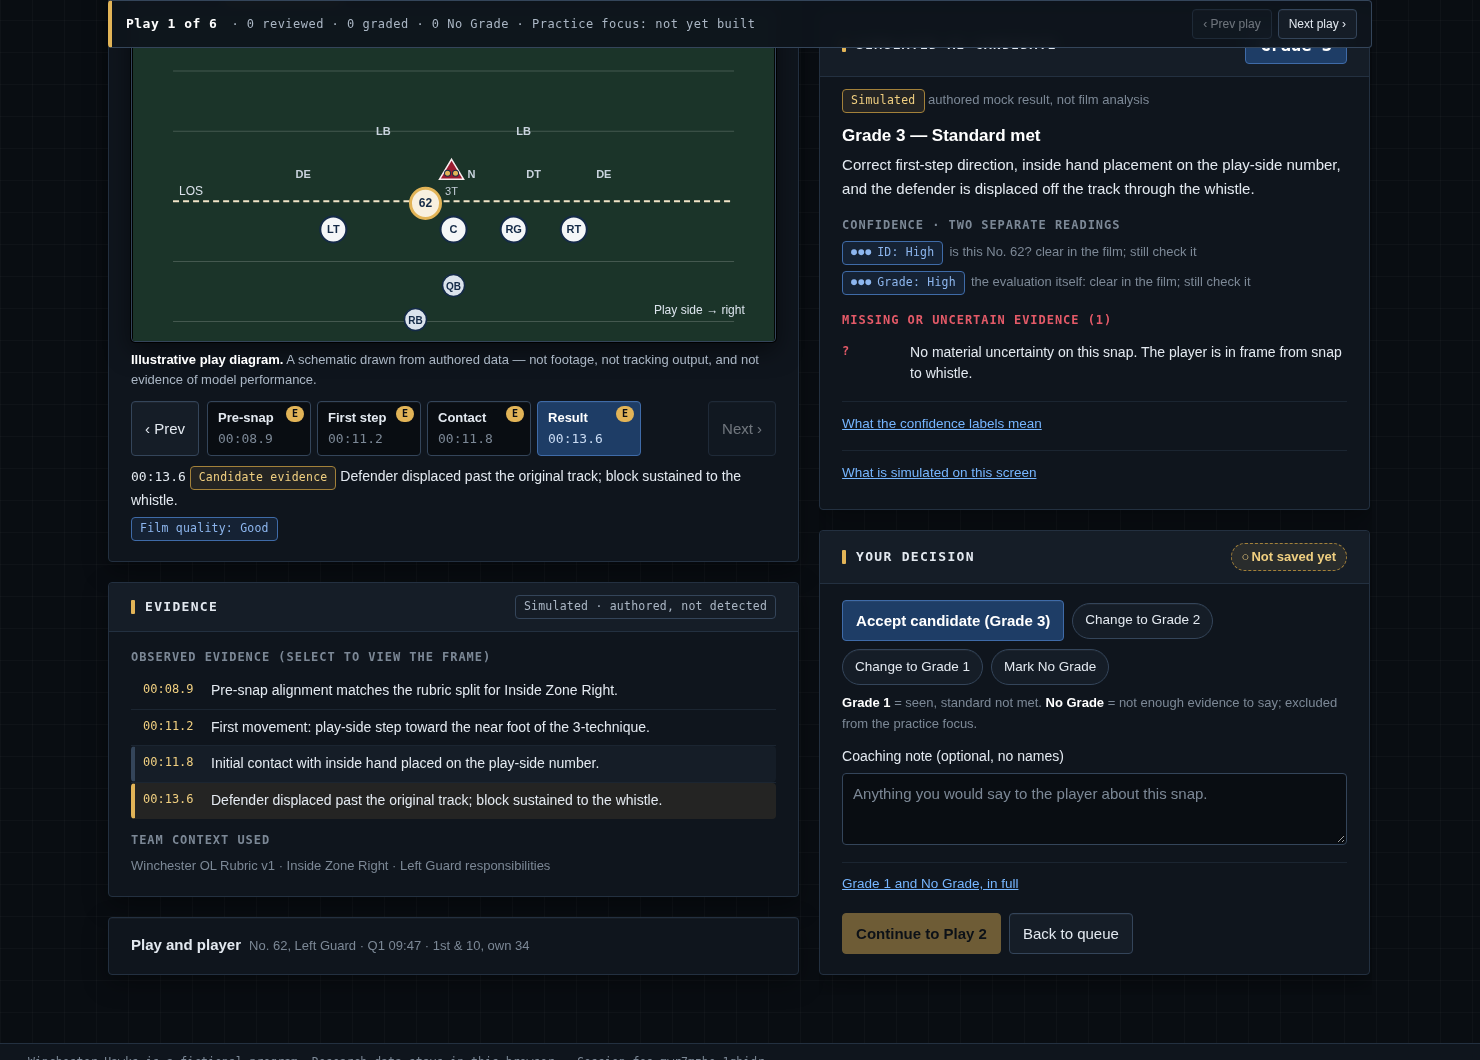 Play 1 of 6 · 0 reviewed · 0 graded · 0 No Grade · Practice focus: not yet built
‹ Prev play
Next play ›
LB
LB
DE
N
DT
DE
3T
LOS
62
LT
C
RG
RT
QB
RB
Play side → right
Illustrative play diagram. A schematic drawn from authored data — not footage, not tracking output, and not
evidence of model performance.
‹ Prev
Pre-snap E
00:08.9
First step E
00:11.2
Contact E
00:11.8
Result E
00:13.6
Next ›
00:13.6 Candidate evidence Defender displaced past the original track; block sustained to the
whistle.
Film quality: Good
EVIDENCE
Simulated · authored, not detected
OBSERVED EVIDENCE (SELECT TO VIEW THE FRAME)
00:08.9 Pre-snap alignment matches the rubric split for Inside Zone Right.
00:11.2 First movement: play-side step toward the near foot of the 3-technique.
00:11.8 Initial contact with inside hand placed on the play-side number.
00:13.6 Defender displaced past the original track; block sustained to the whistle.
TEAM CONTEXT USED
Winchester OL Rubric v1 · Inside Zone Right · Left Guard responsibilities
Play and player No. 62, Left Guard · Q1 09:47 · 1st & 10, own 34
Simulated authored mock result, not film analysis
Grade 3 — Standard met
Correct first-step direction, inside hand placement on the play-side number,
and the defender is displaced off the track through the whistle.
CONFIDENCE · TWO SEPARATE READINGS
●●● ID: High is this No. 62? clear in the film; still check it
●●● Grade: High the evaluation itself: clear in the film; still check it
MISSING OR UNCERTAIN EVIDENCE (1)
? No material uncertainty on this snap. The player is in frame from snap
to whistle.
What the confidence labels mean
What is simulated on this screen
YOUR DECISION
○ Not saved yet
Accept candidate (Grade 3)
Change to Grade 2
Change to Grade 1
Mark No Grade
Grade 1 = seen, standard not met. No Grade = not enough evidence to say; excluded
from the practice focus.
Coaching note (optional, no names)
Anything you would say to the player about this snap.
Grade 1 and No Grade, in full
Continue to Play 2
Back to queue